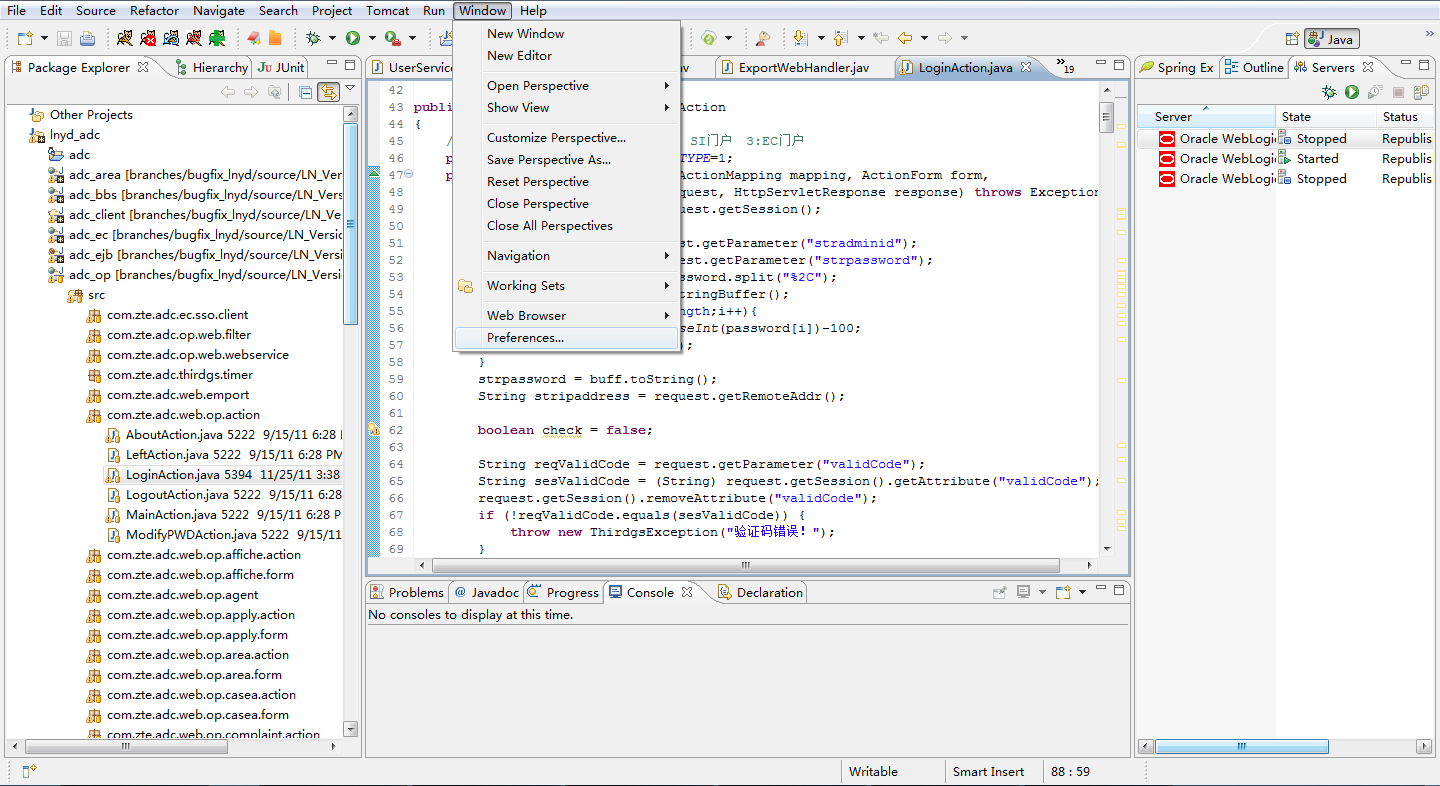 File Edit Source Refactor Navigate Search Project Tomcat Run Window Help
Java
New Window
New Editor
Open Perspective
Show View
Customize Perspective...
Save Perspective As...
Reset Perspective
Close Perspective
Close All Perspectives
Navigation
Working Sets
Web Browser
Preferences...
Package Explorer Hierarchy JUnit
Other Projects
lnyd_adc
adc
adc_area [branches/bugfix_lnyd/source/LN_Versi
adc_bbs [branches/bugfix_lnyd/source/LN_Versio
adc_client [branches/bugfix_lnyd/source/LN_Ve
adc_ec [branches/bugfix_lnyd/source/LN_Versio
adc_ejb [branches/bugfix_lnyd/source/LN_Versi
adc_op [branches/bugfix_lnyd/source/LN_Versi
src
com.zte.adc.ec.sso.client
com.zte.adc.op.web.filter
com.zte.adc.op.web.webservice
com.zte.adc.thirdgs.timer
com.zte.adc.web.emport
com.zte.adc.web.op.action
AboutAction.java 5222 9/15/11 6:28
LeftAction.java 5222 9/15/11 6:28 PM
LoginAction.java 5394 11/25/11 3:38
LogoutAction.java 5222 9/15/11 6:28
MainAction.java 5222 9/15/11 6:28 P
ModifyPWDAction.java 5222 9/15/11
com.zte.adc.web.op.affiche.action
com.zte.adc.web.op.affiche.form
com.zte.adc.web.op.agent
com.zte.adc.web.op.apply.action
com.zte.adc.web.op.apply.form
com.zte.adc.web.op.area.action
com.zte.adc.web.op.area.form
com.zte.adc.web.op.casea.action
com.zte.adc.web.op.casea.form
com.zte.adc.web.op.complaint.action
UserService av ExportWebHandler.jav LoginAction.java 19
42
43 publi Action
44 {
45 / SI门户 3:EC门户
46 p TYPE=1;
47 p ActionMapping mapping, ActionForm form,
48 quest, HttpServletResponse response) throws Exception
49 quest.getSession();
50
51 st.getParameter("stradminid");
52 st.getParameter("strpassword");
53 ssword.split("%2C");
54 tringBuffer();
55 ngth;i++){
56 seInt(password[i])-100;
57 );
58 }
59 strpassword = buff.toString();
60 String stripaddress = request.getRemoteAddr();
61
62 boolean check = false;
63
64 String reqValidCode = request.getParameter("validCode");
65 String sesValidCode = (String) request.getSession().getAttribute("validCode");
66 request.getSession().removeAttribute("validCode");
67 if (!reqValidCode.equals(sesValidCode)) {
68 throw new ThirdgsException("验证码错误!");
69 }
Problems Javadoc Progress Console Declaration
No consoles to display at this time.
Spring Ex Outline Servers
Server State Status
Oracle WebLogi Stopped Republis
Oracle WebLogi Started Republis
Oracle WebLogi Stopped Republis
Writable Smart Insert 88 : 59